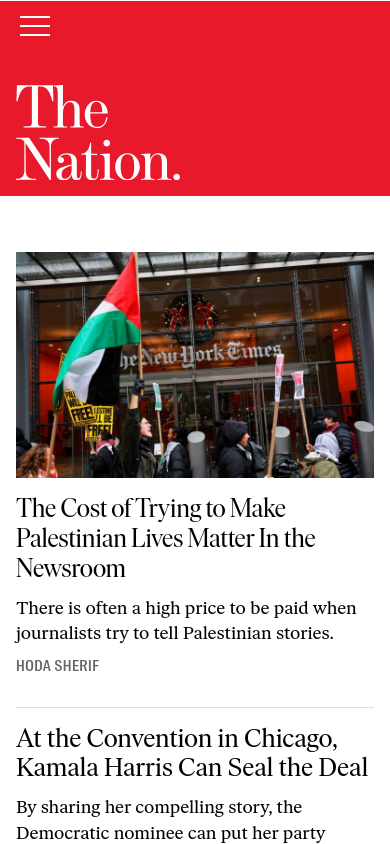 The
Nation.
The New York Times
FREE!
FREE!
The Cost of Trying to Make
Palestinian Lives Matter In the
Newsroom
There is often a high price to be paid when
journalists try to tell Palestinian stories.
HODA SHERIF
At the Convention in Chicago,
Kamala Harris Can Seal the Deal
By sharing her compelling story, the
Democratic nominee can put her party